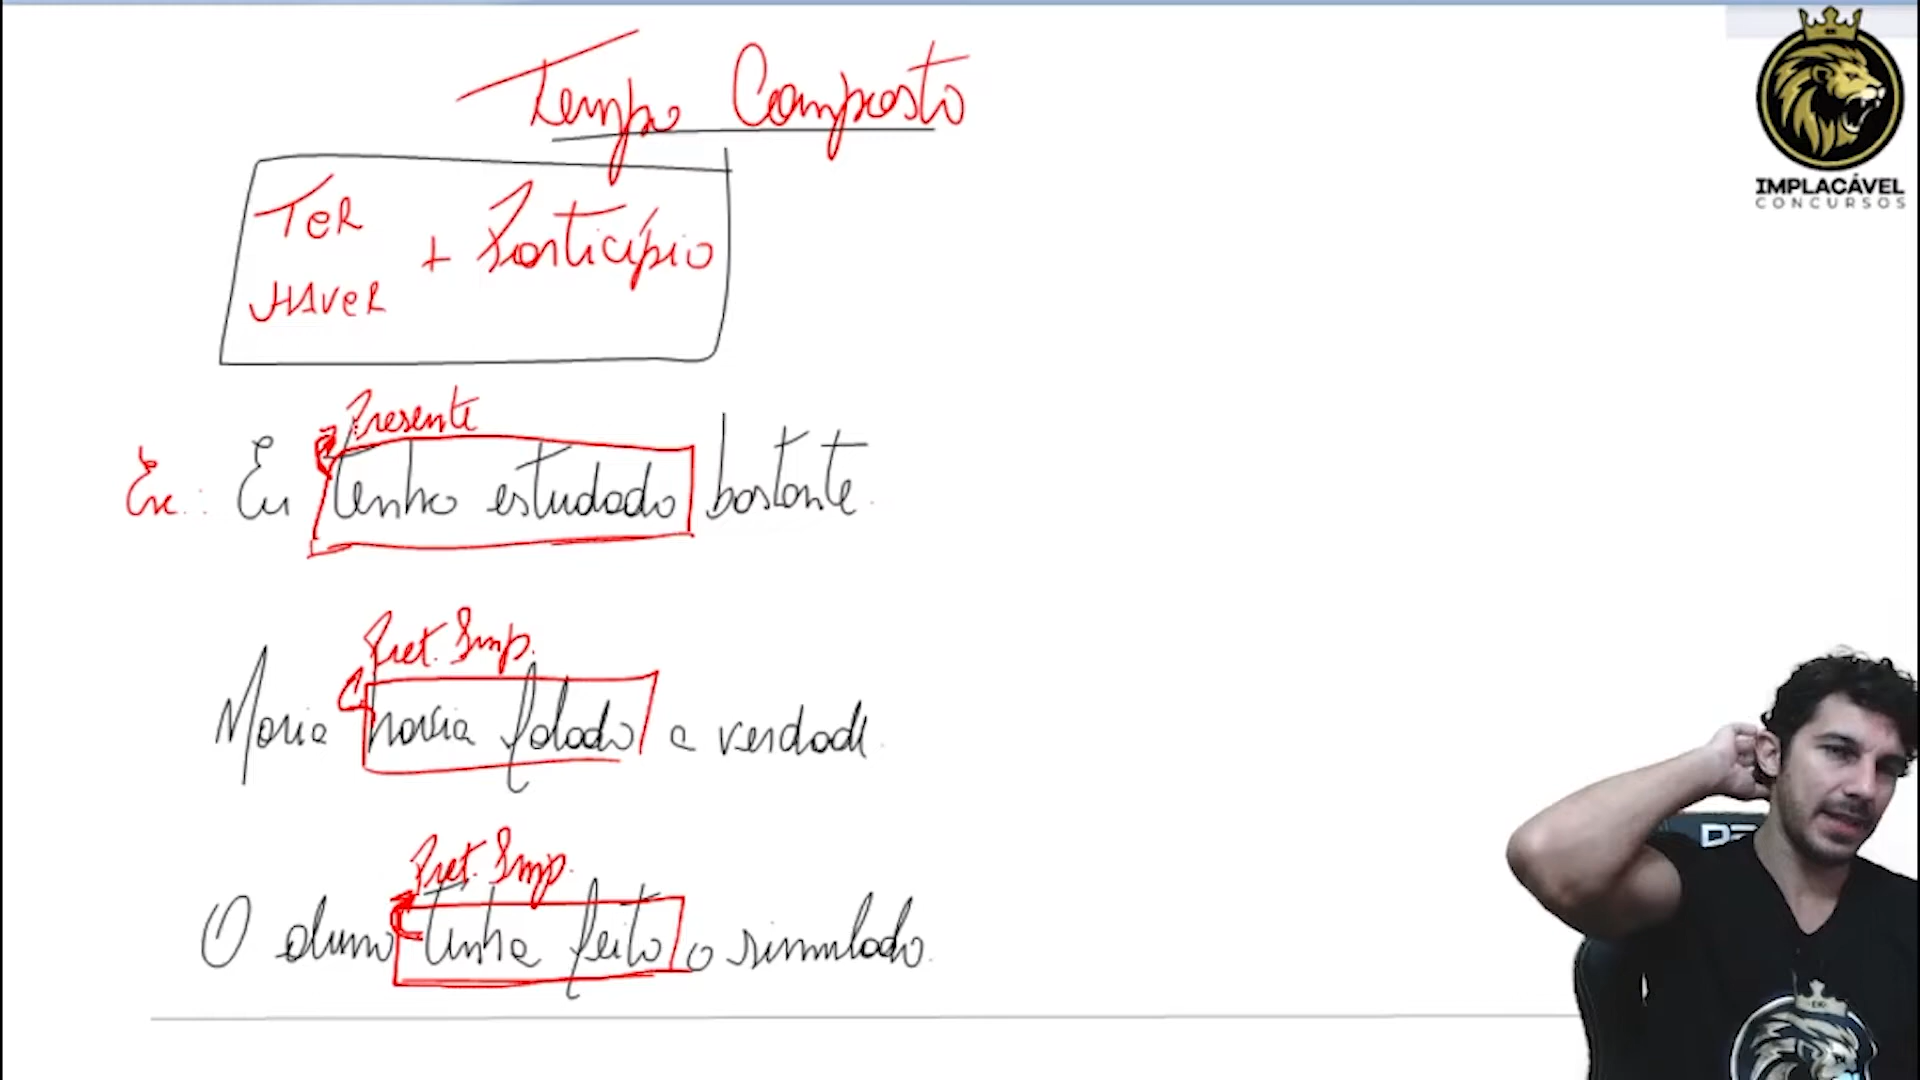 Tempo Composto
IMPLACÁVEL
CONCURSOS
TER
+ Particípio
HAVER
Presente
Ex.: Eu tenho estudado bastante.
Pret. Imp.
Maria havia falado a verdade.
Pret. Imp.
O aluno tinha feito o simulado.